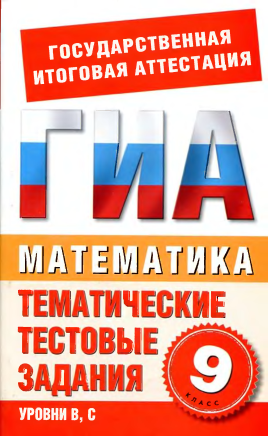 ГОСУДАРСТВЕННАЯ
ИТОГОВАЯ АТТЕСТАЦИЯ
ГИА
МАТЕМАТИКА
ТЕМАТИЧЕСКИЕ
ТЕСТОВЫЕ
ЗАДАНИЯ
9
КЛАСС
УРОВНИ В, С